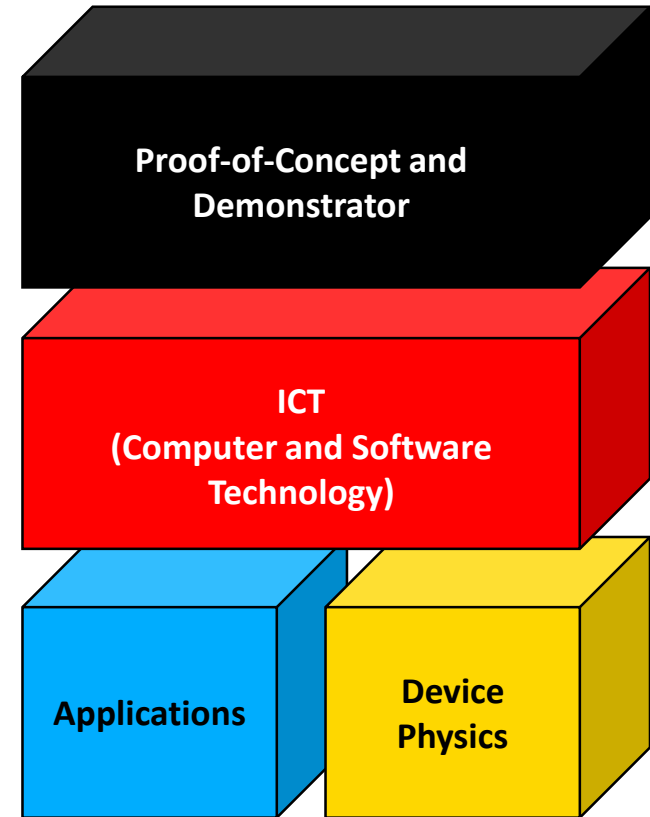 Proof-of-Concept and
Demonstrator
ICT
(Computer and Software
Technology)
Applications
Device
Physics